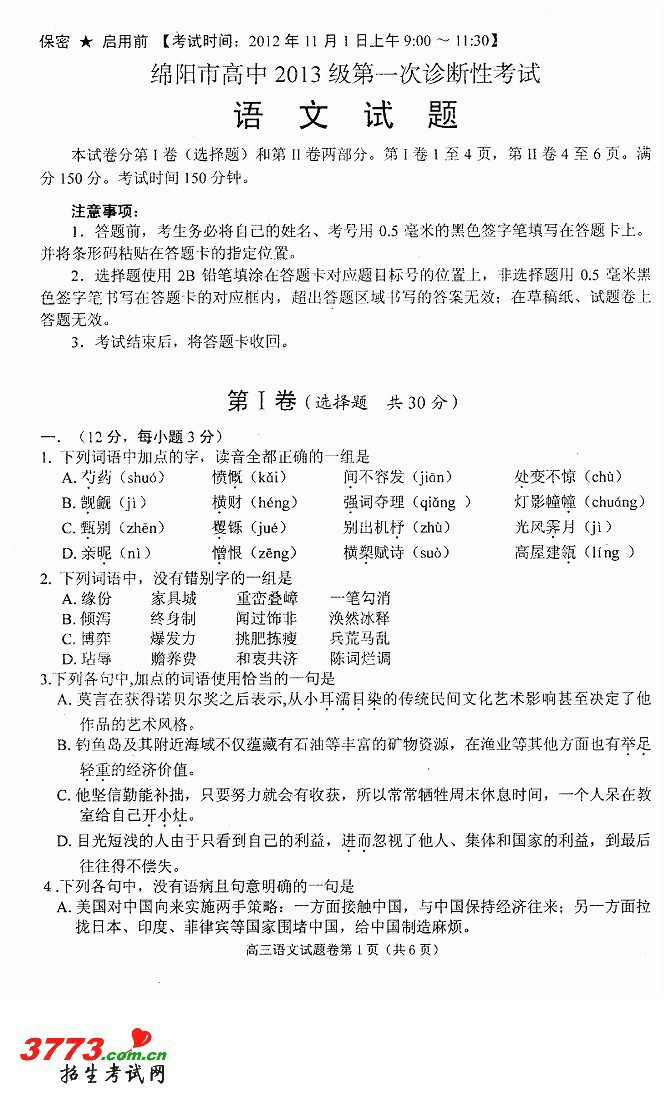 保密 ★ 启用前 【考试时间：2012 年 11 月 1 日上午 9:00 ～ 11:30】
绵阳市高中 2013 级第一次诊断性考试
语 文 试 题
本试卷分第 I 卷（选择题）和第 II 卷两部分。第 I 卷 1 至 4 页，第 II 卷 4 至 6 页。满
分 150 分。考试时间 150 分钟。
注意事项：
1．答题前，考生务必将自己的姓名、考号用 0.5 毫米的黑色签字笔填写在答题卡上。
并将条形码粘贴在答题卡的指定位置。
2．选择题使用 2B 铅笔填涂在答题卡对应题目标号的位置上，非选择题用 0.5 毫米黑
色签字笔书写在答题卡的对应框内，超出答题区域书写的答案无效；在草稿纸、试题卷上
答题无效。
3．考试结束后，将答题卡收回。
第 I 卷（选择题 共 30 分）
一．（12 分，每小题 3 分）
1. 下列词语中加点的字，读音全都正确的一组是
A. 芍药（shuó） 愤慨（kǎi） 间不容发（jiān） 处变不惊（chù）
B. 觊觎（jì） 横财（héng） 强词夺理（qiǎng ） 灯影幢幢（chuáng）
C. 甄别（zhēn） 矍铄（jué） 别出机杼（zhù） 光风霁月（jì）
D. 亲昵（nì） 憎恨（zēng） 横槊赋诗（suò） 高屋建瓴（líng ）
2. 下列词语中，没有错别字的一组是
A. 缘份 家具城 重峦叠嶂 一笔勾消
B. 倾泻 终身制 闻过饰非 涣然冰释
C. 博弈 爆发力 挑肥拣瘦 兵荒马乱
D. 玷辱 赡养费 和衷共济 陈词烂调
3.下列各句中,加点的词语使用恰当的一句是
A. 莫言在获得诺贝尔奖之后表示,从小耳濡目染的传统民间文化艺术影响甚至决定了他
作品的艺术风格。
B. 钓鱼岛及其附近海域不仅蕴藏有石油等丰富的矿物资源，在渔业等其他方面也有举足
轻重的经济价值。
C. 他坚信勤能补拙，只要努力就会有收获，所以常常牺牲周末休息时间，一个人呆在教
室给自己开小灶。
D. 目光短浅的人由于只看到自己的利益，进而忽视了他人、集体和国家的利益，到最后
往往得不偿失。
4 .下列各句中，没有语病且句意明确的一句是
A. 美国对中国向来实施两手策略：一方面接触中国，与中国保持经济往来；另一方面拉
拢日本、印度、菲律宾等国家围堵中国，给中国制造麻烦。
高三语文试题卷第 1 页（共 6 页）
3773.com.cn
招生考试网